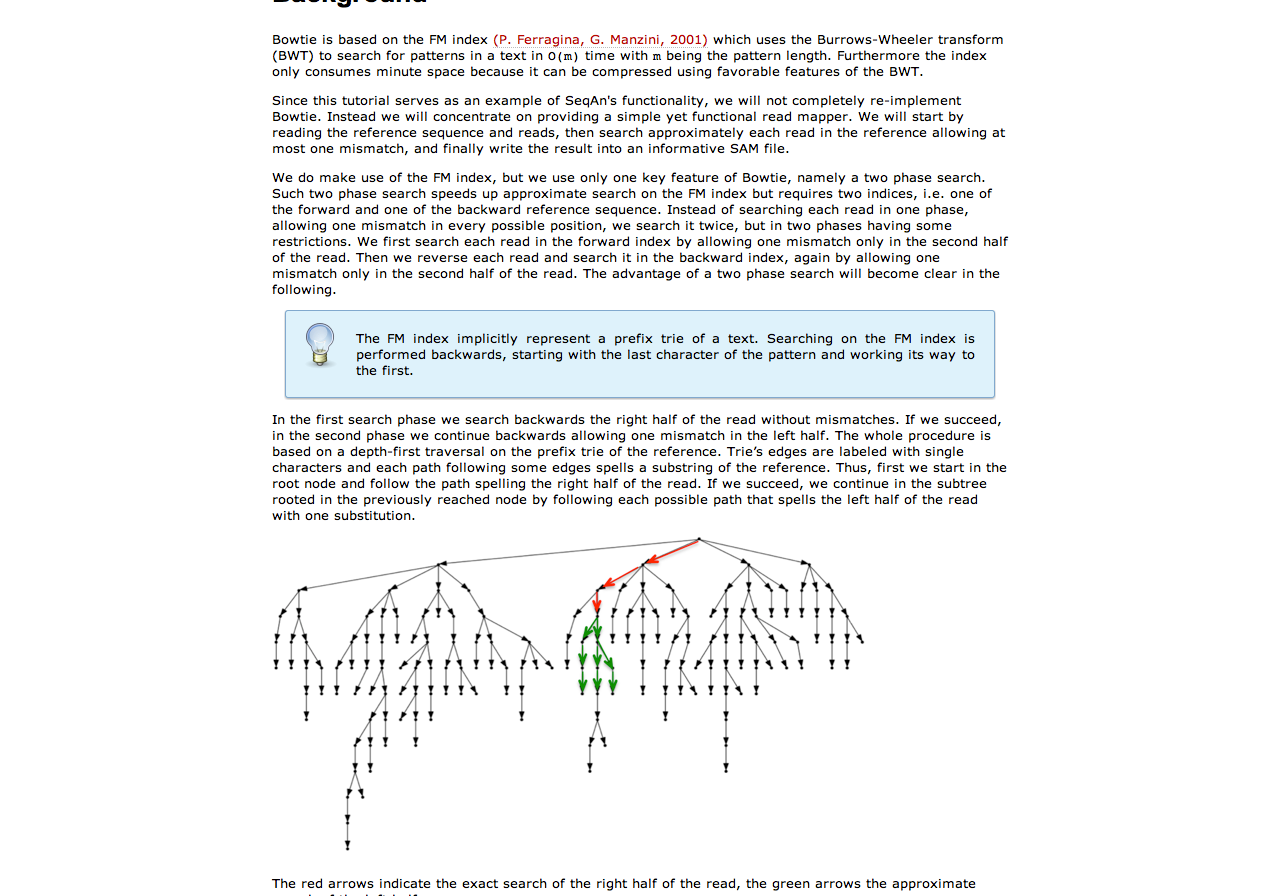 Background
Bowtie is based on the FM index (P. Ferragina, G. Manzini, 2001) which uses the Burrows-Wheeler transform
(BWT) to search for patterns in a text in O(m) time with m being the pattern length. Furthermore the index
only consumes minute space because it can be compressed using favorable features of the BWT.
Since this tutorial serves as an example of SeqAn's functionality, we will not completely re-implement
Bowtie. Instead we will concentrate on providing a simple yet functional read mapper. We will start by
reading the reference sequence and reads, then search approximately each read in the reference allowing at
most one mismatch, and finally write the result into an informative SAM file.
We do make use of the FM index, but we use only one key feature of Bowtie, namely a two phase search.
Such two phase search speeds up approximate search on the FM index but requires two indices, i.e. one of
the forward and one of the backward reference sequence. Instead of searching each read in one phase,
allowing one mismatch in every possible position, we search it twice, but in two phases having some
restrictions. We first search each read in the forward index by allowing one mismatch only in the second half
of the read. Then we reverse each read and search it in the backward index, again by allowing one
mismatch only in the second half of the read. The advantage of a two phase search will become clear in the
following.
The FM index implicitly represent a prefix trie of a text. Searching on the FM index is
performed backwards, starting with the last character of the pattern and working its way to
the first.
In the first search phase we search backwards the right half of the read without mismatches. If we succeed,
in the second phase we continue backwards allowing one mismatch in the left half. The whole procedure is
based on a depth-first traversal on the prefix trie of the reference. Trie’s edges are labeled with single
characters and each path following some edges spells a substring of the reference. Thus, first we start in the
root node and follow the path spelling the right half of the read. If we succeed, we continue in the subtree
rooted in the previously reached node by following each possible path that spells the left half of the read
with one substitution.
The red arrows indicate the exact search of the right half of the read, the green arrows the approximate